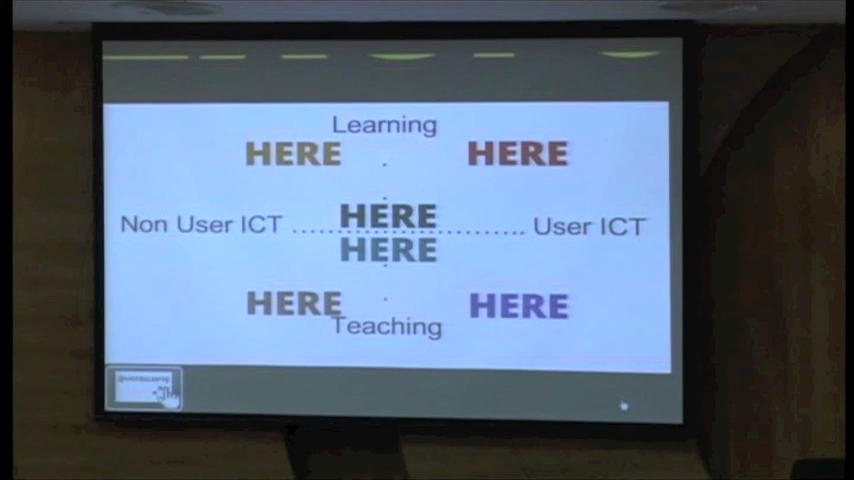 Learning
HERE HERE
HERE
Non User ICT ............................ User ICT
HERE
HERE HERE
Teaching